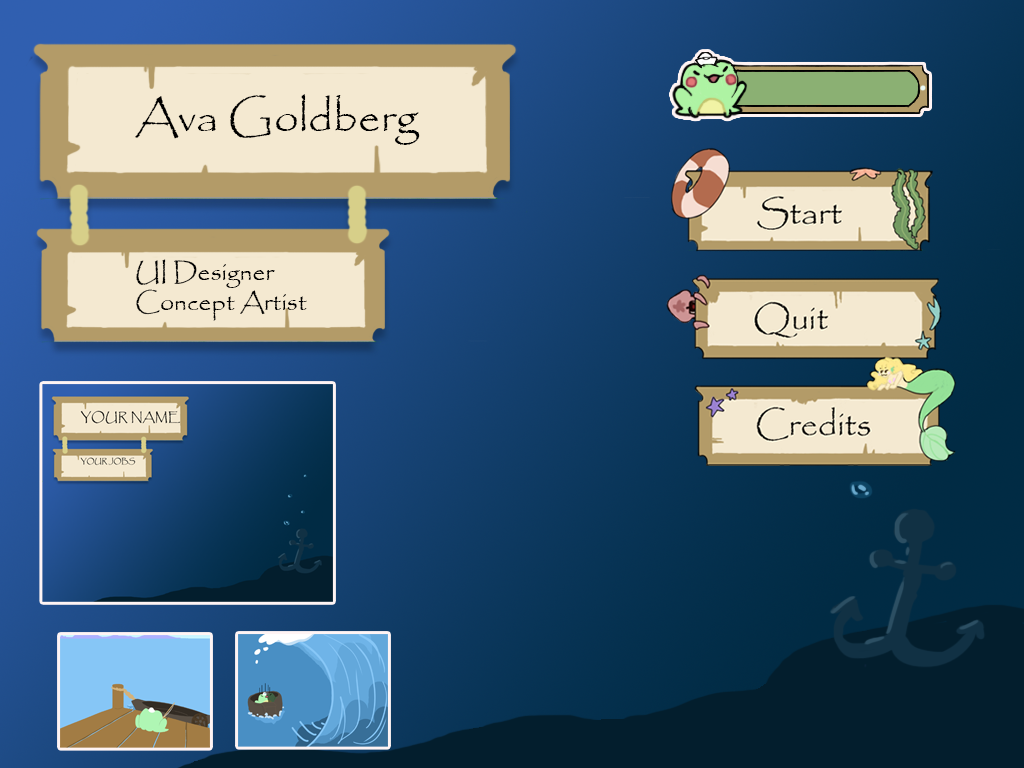 Ava Goldberg
UI Designer
Concept Artist
YOUR NAME
YOUR JOBS
Start
Quit
Credits